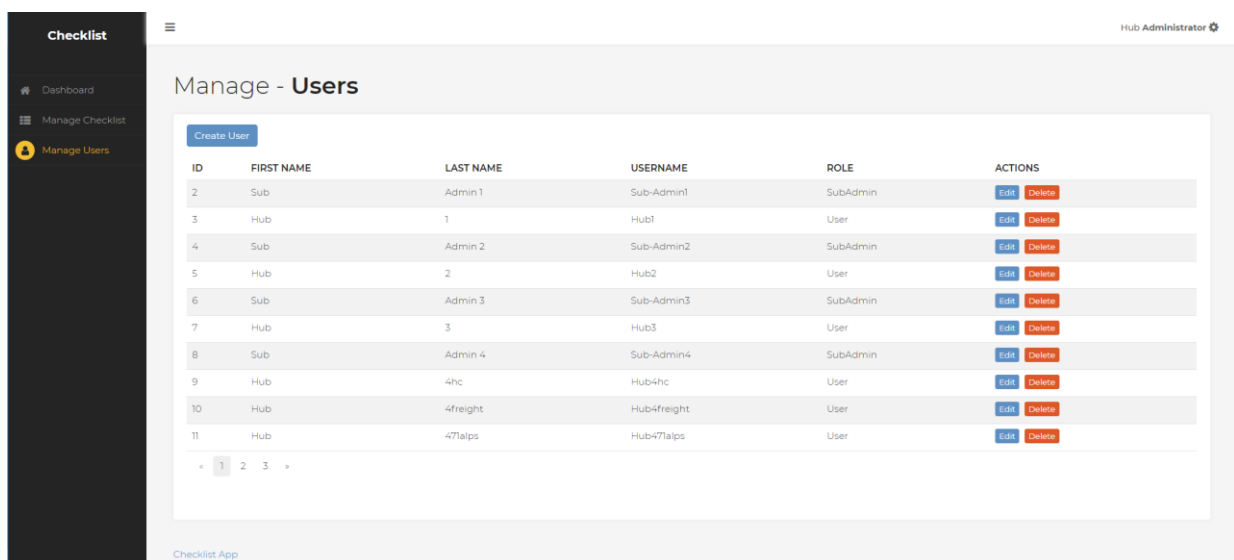 Checklist
Hub Administrator
Dashboard
Manage Checklist
Manage Users
Manage - Users
Create User
ID FIRST NAME LAST NAME USERNAME ROLE ACTIONS
2 Sub Admin 1 Sub-Admin1 SubAdmin Edit Delete
3 Hub 1 Hub1 User Edit Delete
4 Sub Admin 2 Sub-Admin2 SubAdmin Edit Delete
5 Hub 2 Hub2 User Edit Delete
6 Sub Admin 3 Sub-Admin3 SubAdmin Edit Delete
7 Hub 3 Hub3 User Edit Delete
8 Sub Admin 4 Sub-Admin4 SubAdmin Edit Delete
9 Hub 4hc Hub4hc User Edit Delete
10 Hub 4freight Hub4freight User Edit Delete
11 Hub 471alps Hub471alps User Edit Delete
« 1 2 3 »
Checklist App